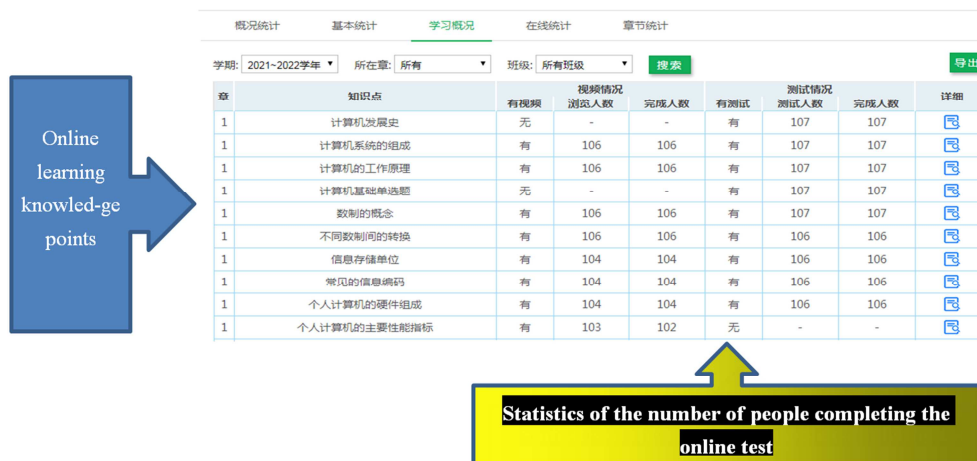 概况统计 基本统计 学习概况 在线统计 章节统计
学期: 2021~2022学年 所在章: 所有 班级: 所有班级 搜索 导出
章 知识点 视频情况 测试情况 详细
有视频 浏览人数 完成人数 有测试 测试人数 完成人数
1 计算机发展史 无 - - 有 107 107
1 计算机系统的组成 有 106 106 有 107 107
1 计算机的工作原理 有 106 106 有 107 107
1 计算机基础单选题 无 - - 有 107 107
1 数制的概念 有 106 106 有 107 107
1 不同数制间的转换 有 106 106 有 106 106
1 信息存储单位 有 104 104 有 106 106
1 常见的信息编码 有 104 104 有 106 106
1 个人计算机的硬件组成 有 104 104 有 106 106
1 个人计算机的主要性能指标 有 103 102 无 - -
Online
learning
knowled-ge
points
Statistics of the number of people completing the
online test